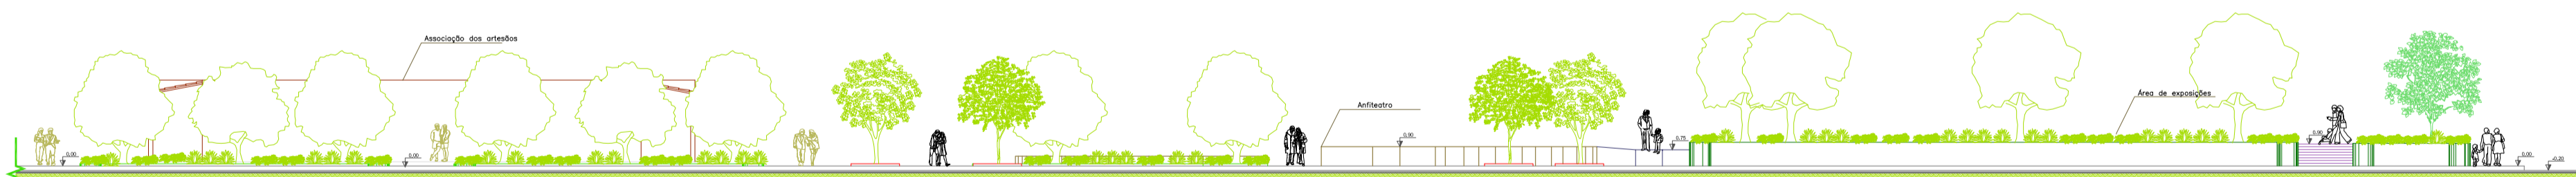 Associação dos artesãos
Anfiteatro
Área de exposições
0,00
0,00
0,90
0,75
0,90
0,00
-0,20